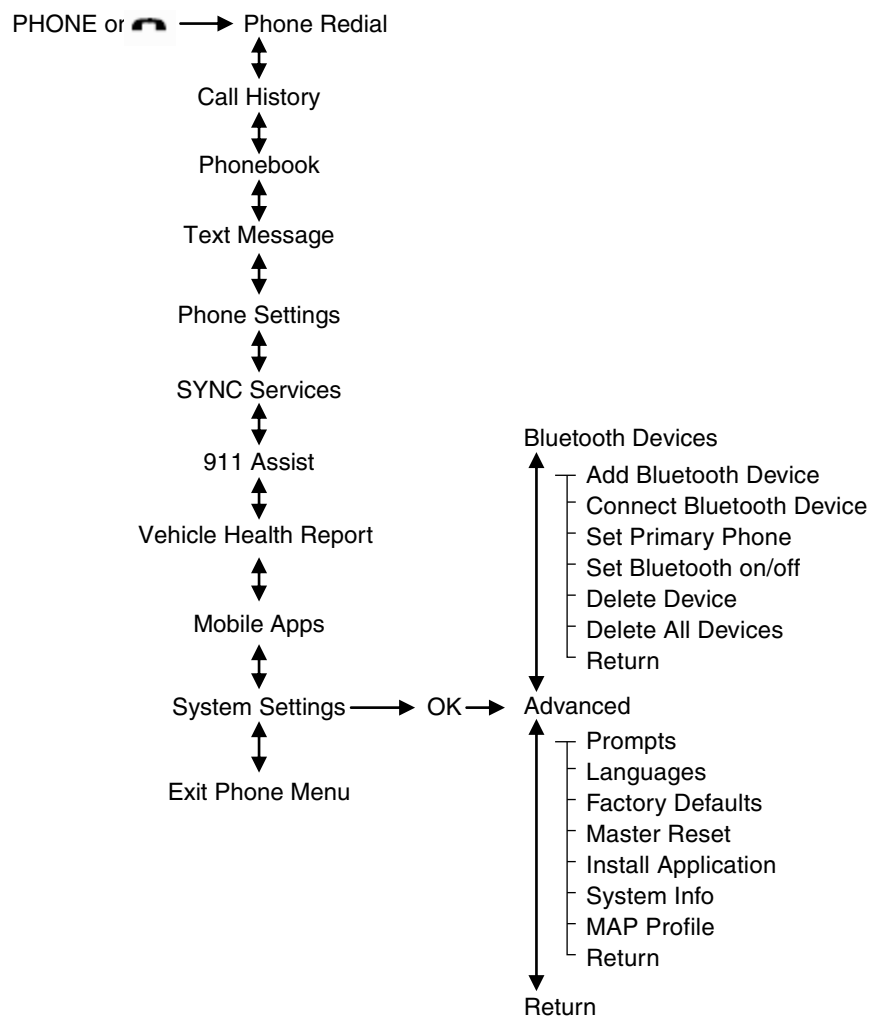 PHONE or
Phone Redial
Call History
Phonebook
Text Message
Phone Settings
SYNC Services
911 Assist
Vehicle Health Report
Mobile Apps
System Settings
OK
Exit Phone Menu
Bluetooth Devices
Add Bluetooth Device
Connect Bluetooth Device
Set Primary Phone
Set Bluetooth on/off
Delete Device
Delete All Devices
Return
Advanced
Prompts
Languages
Factory Defaults
Master Reset
Install Application
System Info
MAP Profile
Return
Return